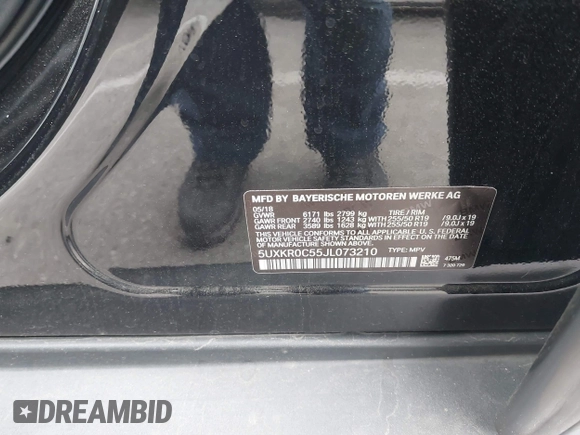 MFD BY BAYERISCHE MOTOREN WERKE AG
05/18
GVWR 6171 lbs 2799 kg TIRE / RIM
GAWR FRONT 2740 lbs 1243 kg WITH 255/50 R19 /9.0J x 19
GAWR REAR 3589 lbs 1628 kg WITH 255/50 R19 /9.0J x 19
THIS VEHICLE CONFORMS TO ALL APPLICABLE U. S. FEDERAL
MOTOR VEHICLE SAFETY STANDARDS IN EFFECT ON THE
DATE OF MANUFACTURE SHOWN ABOVE.
5UXKR0C55JL073210 TYPE: MPV
475M
7 300 729
DREAMBID